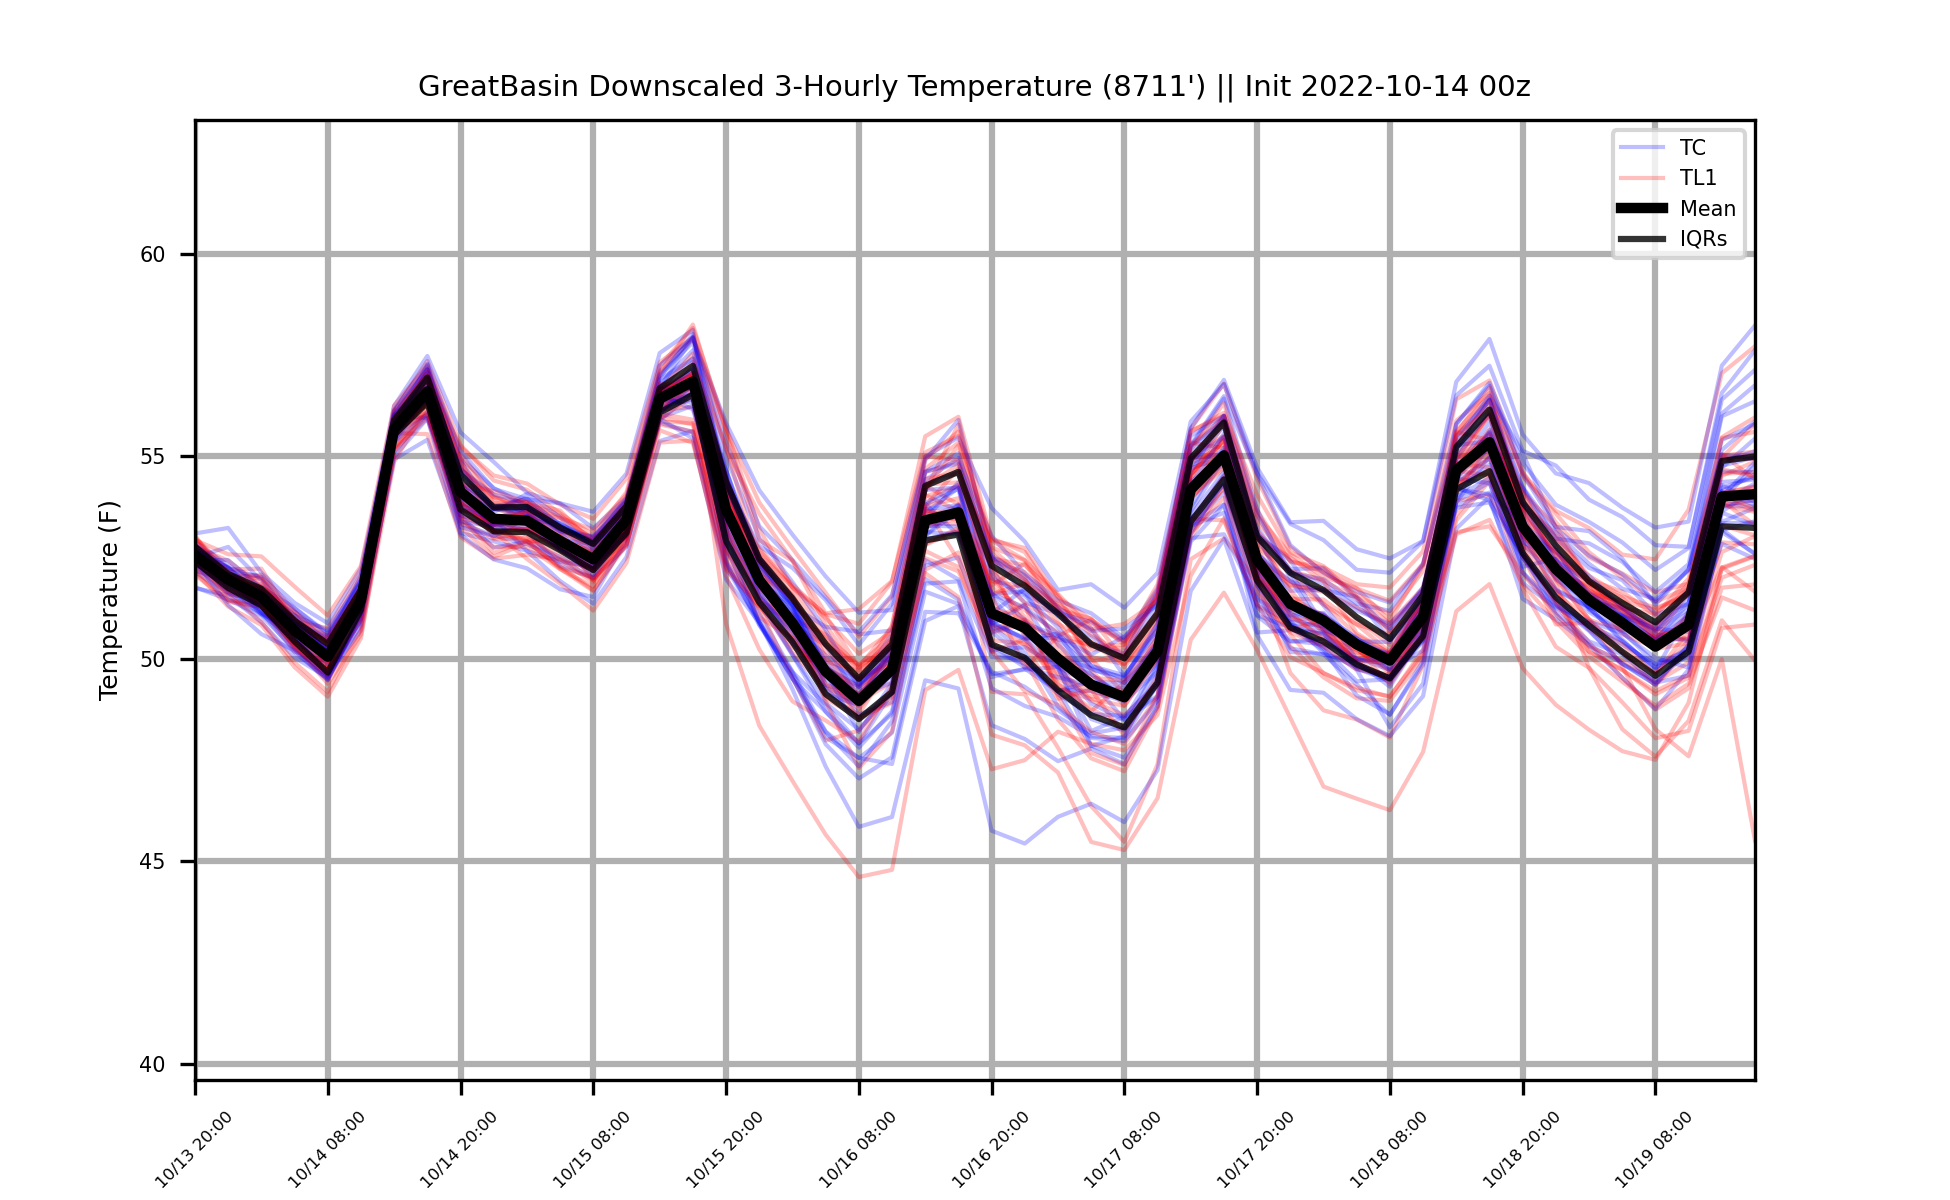 GreatBasin Downscaled 3-Hourly Temperature (8711') || Init 2022-10-14 00z
TC
TL1
Mean
IQRs
Temperature (F)
60
55
50
45
40
10/13 20:00
10/14 08:00
10/14 20:00
10/15 08:00
10/15 20:00
10/16 08:00
10/16 20:00
10/17 08:00
10/17 20:00
10/18 08:00
10/18 20:00
10/19 08:00